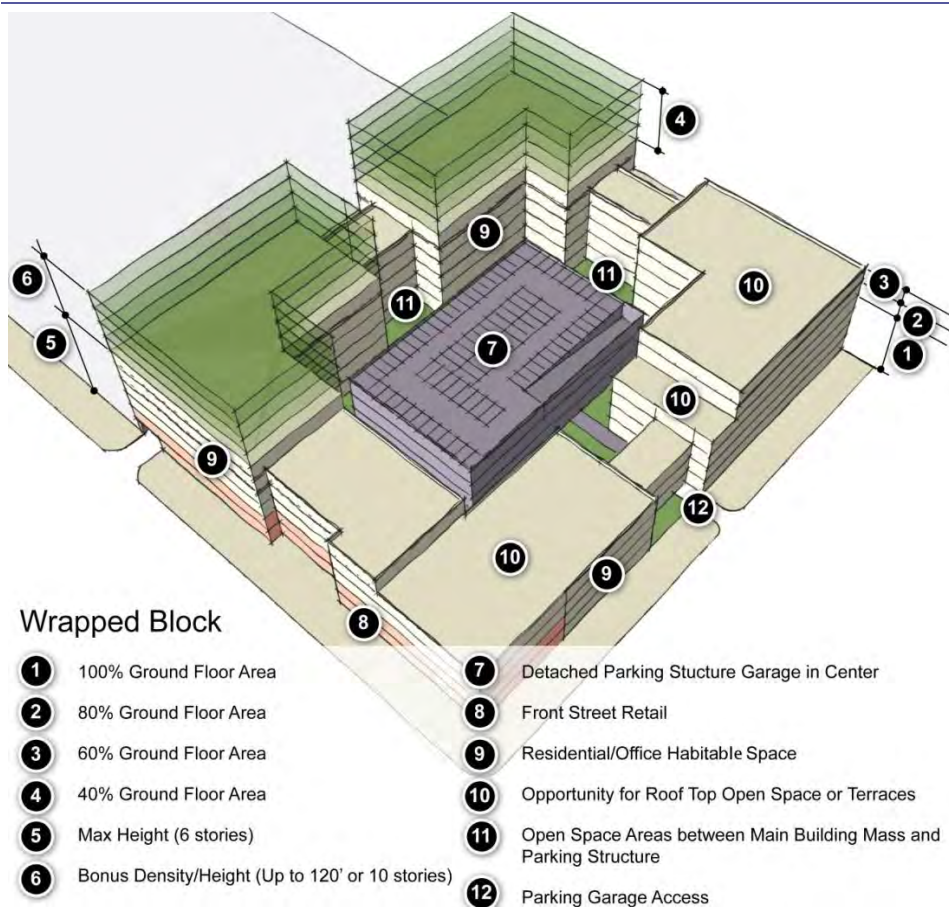 4
9
11
11
10
3
6
2
7
5
1
10
9
12
10
9
8
Wrapped Block
1 100% Ground Floor Area
2 80% Ground Floor Area
3 60% Ground Floor Area
4 40% Ground Floor Area
5 Max Height (6 stories)
6 Bonus Density/Height (Up to 120' or 10 stories)
7 Detached Parking Stucture Garage in Center
8 Front Street Retail
9 Residential/Office Habitable Space
10 Opportunity for Roof Top Open Space or Terraces
11 Open Space Areas between Main Building Mass and
Parking Structure
12 Parking Garage Access